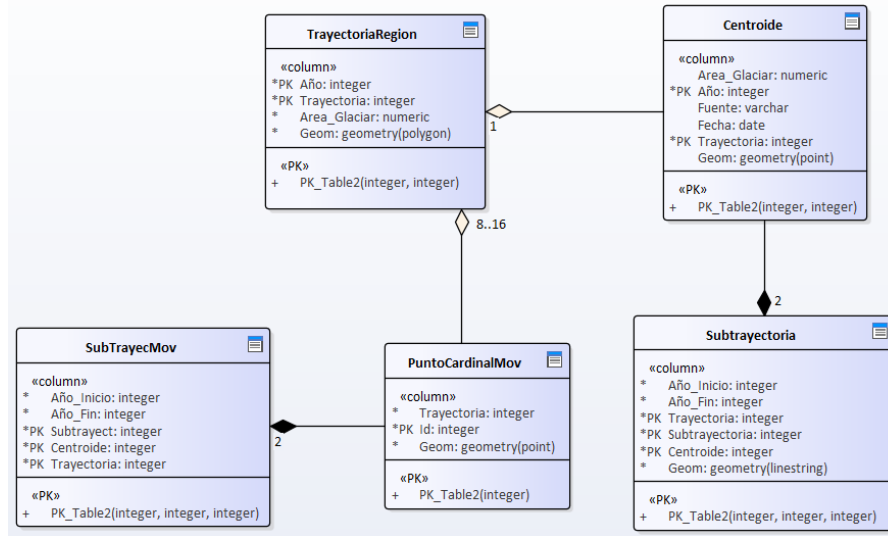 TrayectoriaRegion
«column»
*PK Año: integer
*PK Trayectoria: integer
* Area_Glaciar: numeric
* Geom: geometry(polygon)
«PK»
+ PK_Table2(integer, integer)
1
8..16
Centroide
«column»
Area_Glaciar: numeric
*PK Año: integer
Fuente: varchar
Fecha: date
*PK Trayectoria: integer
Geom: geometry(point)
«PK»
+ PK_Table2(integer, integer)
2
SubTrayecMov
«column»
* Año_Inicio: integer
* Año_Fin: integer
*PK Subtrayect: integer
*PK Centroide: integer
*PK Trayectoria: integer
«PK»
+ PK_Table2(integer, integer, integer)
2
PuntoCardinalMov
«column»
* Trayectoria: integer
*PK Id: integer
* Geom: geometry(point)
«PK»
+ PK_Table2(integer)
Subtrayectoria
«column»
* Año_Inicio: integer
* Año_Fin: integer
*PK Trayectoria: integer
*PK Subtrayectoria: integer
*PK Centroide: integer
* Geom: geometry(linestring)
«PK»
+ PK_Table2(integer, integer, integer)